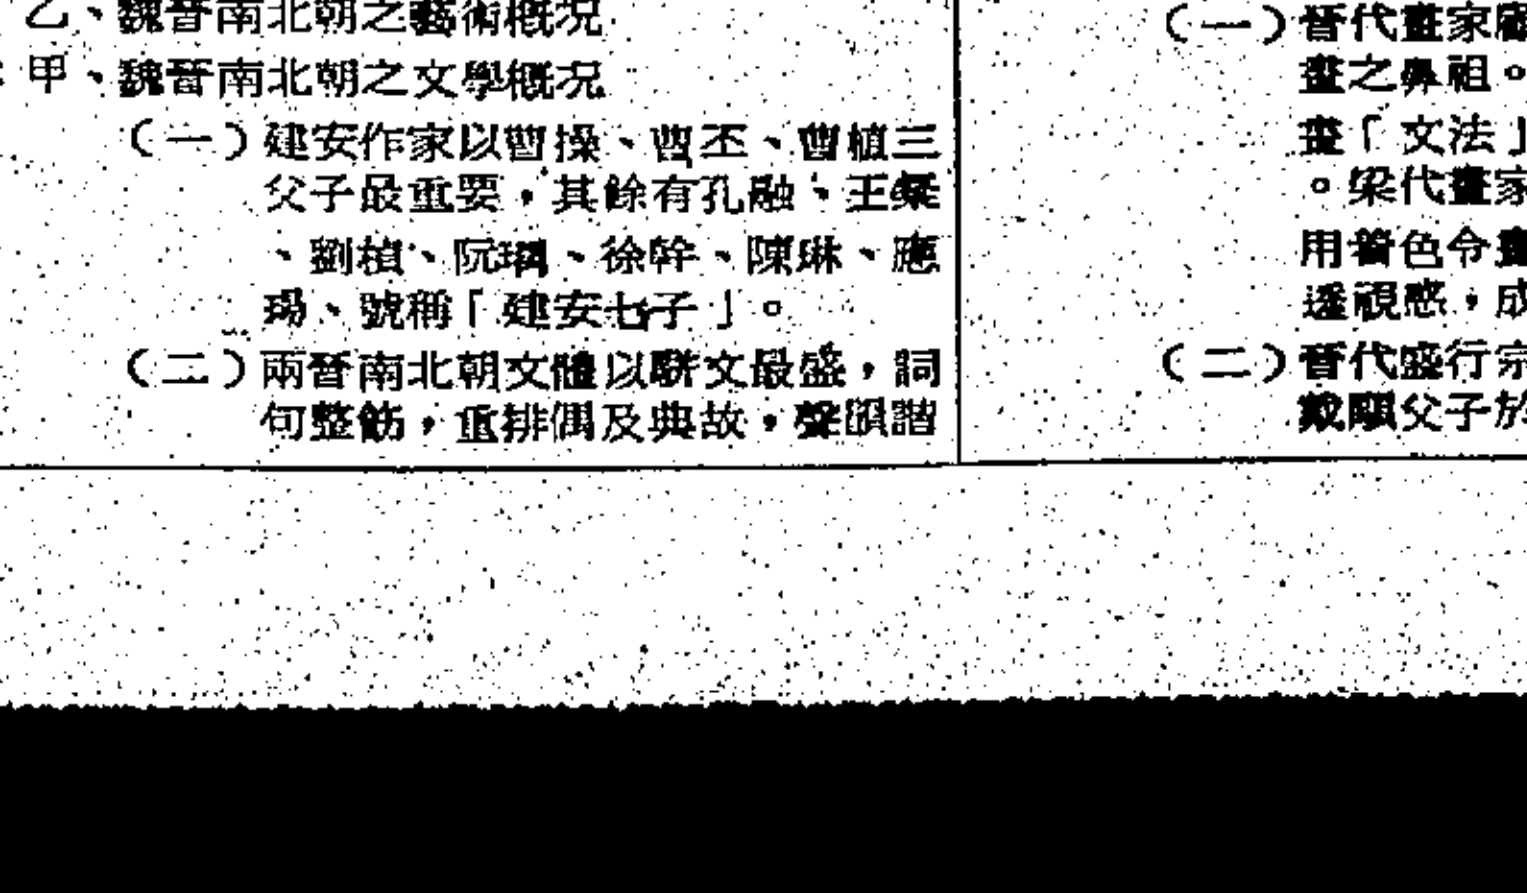 乙、魏晉南北朝之藝術概況
甲、魏晉南北朝之文學概況
（一）建安作家以曹操、曹丕、曹植三
父子最重要，其餘有孔融、王粲
、劉楨、阮瑀、徐幹、陳琳、應
瑒、號稱「建安七子」。
（二）兩晉南北朝文體以駢文最盛，詞
句整飭，重排偶及典故，聲韻諧
（一）晉代畫家顧
畫之鼻祖。
畫「文法」
。梁代畫家
用着色令畫
透視感，成
（二）晉代盛行宗
戴顒父子於